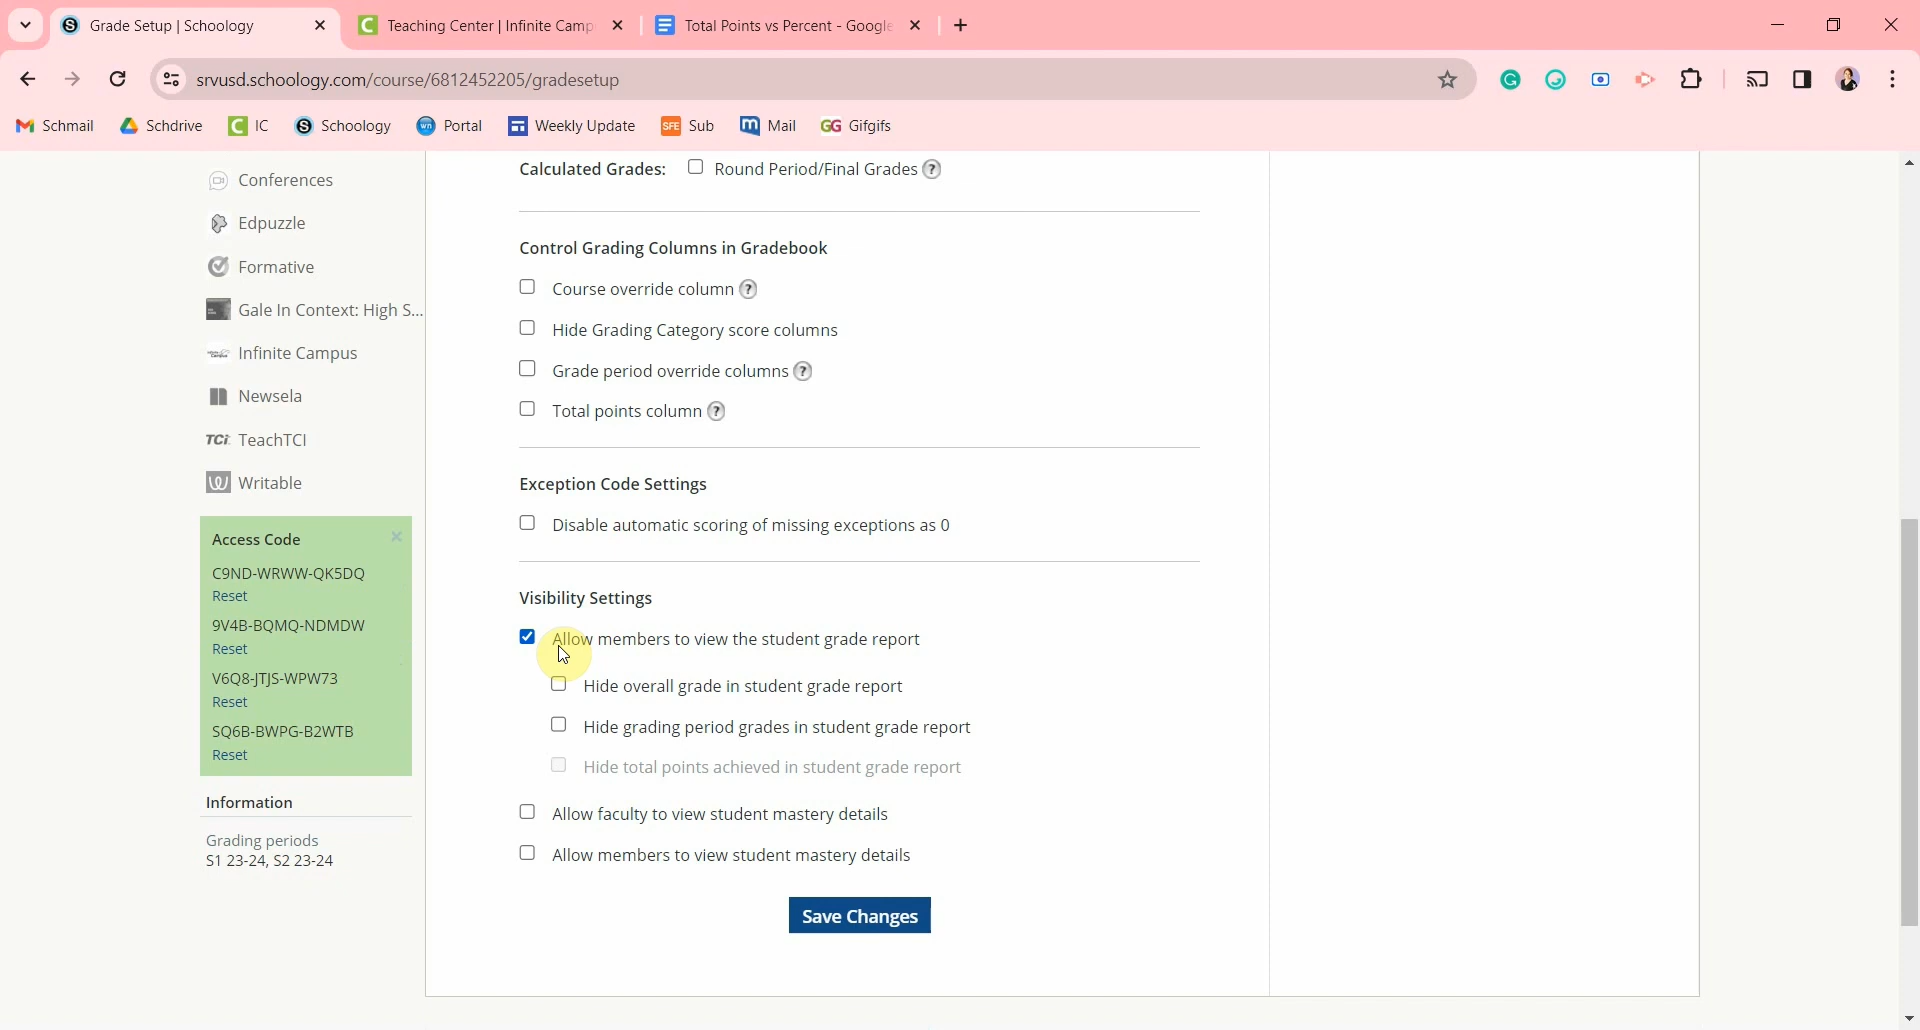 Grade Setup | Schoology
Teaching Center | Infinite Camp
Total Points vs Percent - Google
srvusd.schoology.com/course/6812452205/gradesetup
Schmail
Schdrive
IC
Schoology
Portal
Weekly Update
SFE Sub
Mail
GG Gifgifs
Conferences
Edpuzzle
Formative
Gale In Context: High S...
Infinite Campus
Newsela
TCi TeachTCI
Writable
Access Code
C9ND-WRWW-QK5DQ
Reset
9V4B-BQMQ-NDMDW
Reset
V6Q8-JTJS-WPW73
Reset
SQ6B-BWPG-B2WTB
Reset
Information
Grading periods
S1 23-24, S2 23-24
Calculated Grades: Round Period/Final Grades ?
Control Grading Columns in Gradebook
Course override column ?
Hide Grading Category score columns
Grade period override columns ?
Total points column ?
Exception Code Settings
Disable automatic scoring of missing exceptions as 0
Visibility Settings
Allow members to view the student grade report
Hide overall grade in student grade report
Hide grading period grades in student grade report
Hide total points achieved in student grade report
Allow faculty to view student mastery details
Allow members to view student mastery details
Save Changes